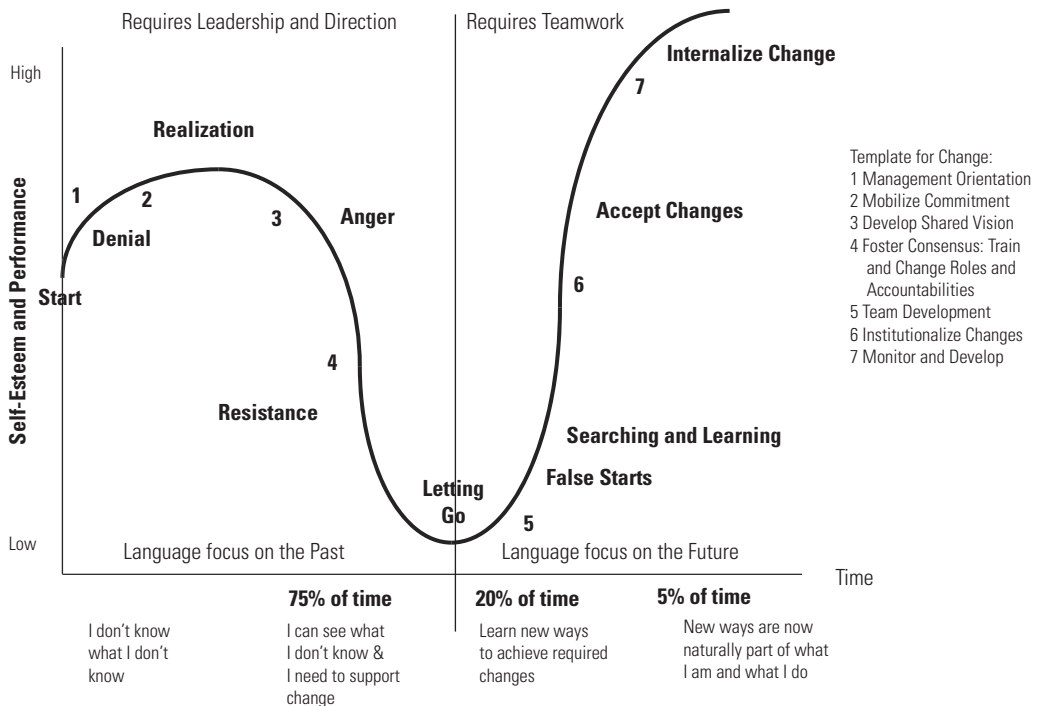 Requires Leadership and Direction
Requires Teamwork
High
Internalize Change
7
Realization
1
2
3
Anger
Denial
Accept Changes
Start
6
4
Resistance
Searching and Learning
False Starts
Letting
Go
5
Low
Language focus on the Past
Language focus on the Future
Self-Esteem and Performance
Time
75% of time
20% of time
5% of time
I don't know
what I don't
know
I can see what
I don't know &
I need to support
change
Learn new ways
to achieve required
changes
New ways are now
naturally part of what
I am and what I do
Template for Change:
1 Management Orientation
2 Mobilize Commitment
3 Develop Shared Vision
4 Foster Consensus: Train
and Change Roles and
Accountabilities
5 Team Development
6 Institutionalize Changes
7 Monitor and Develop